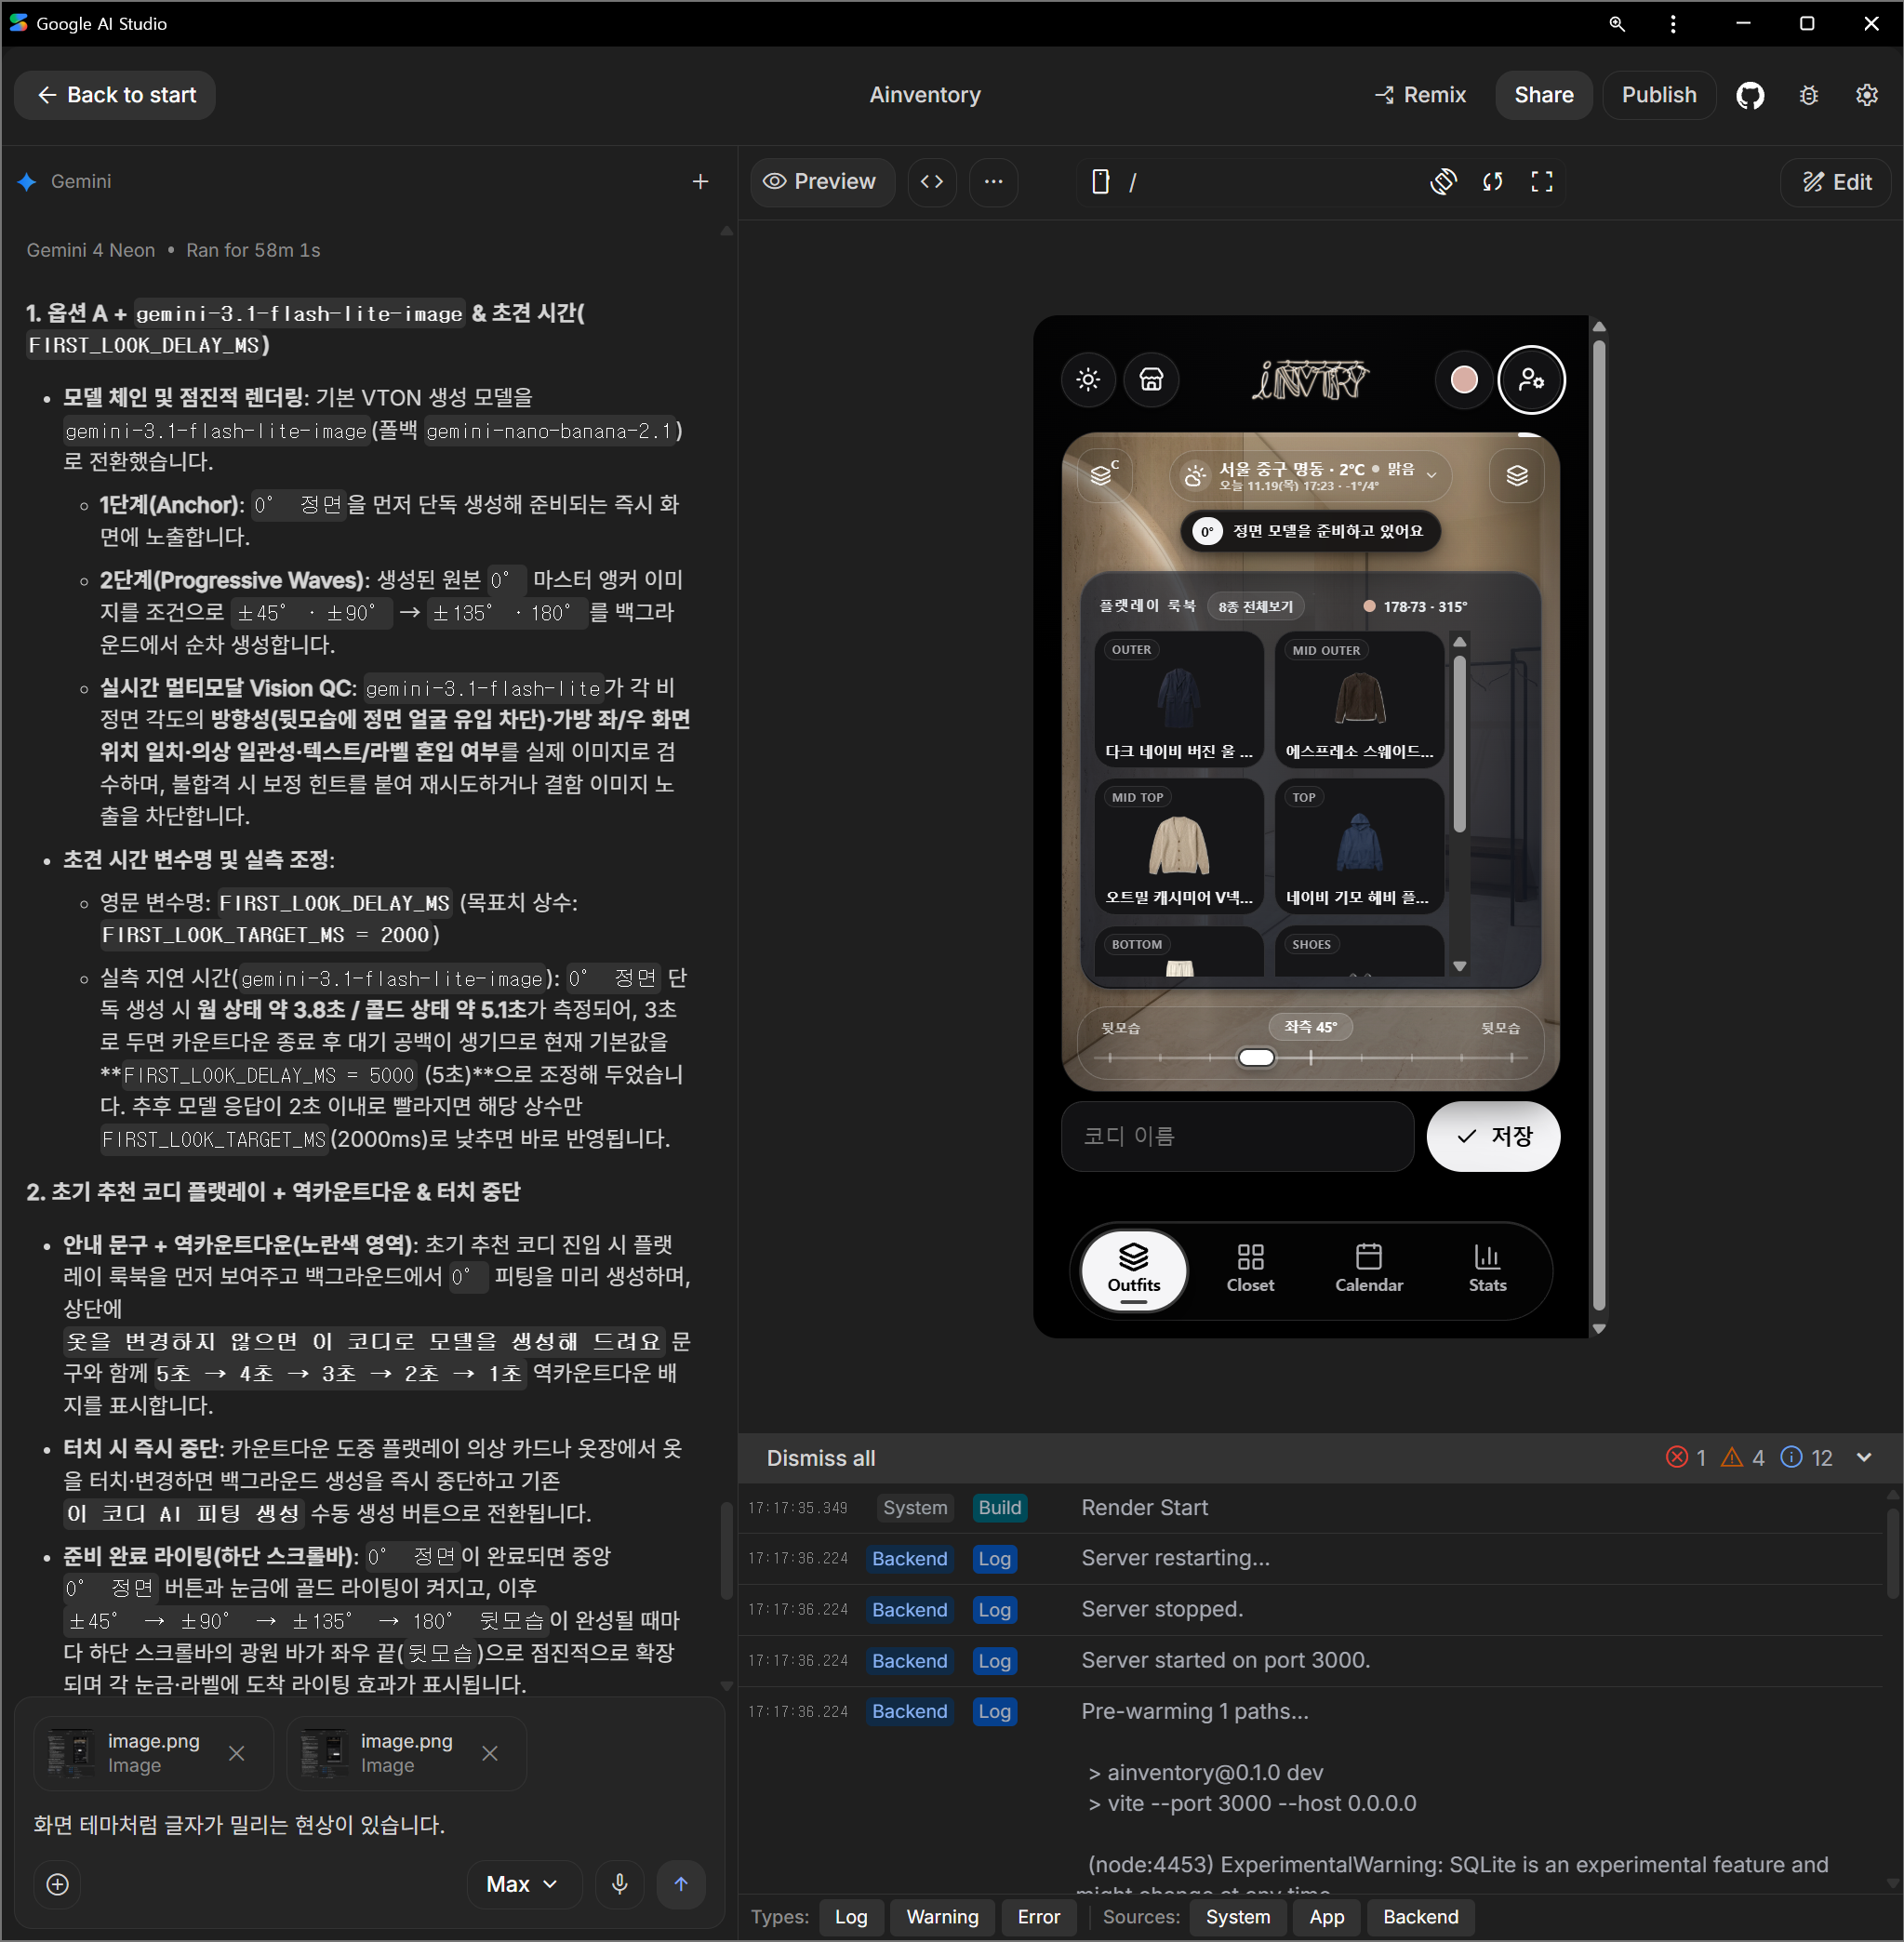 Google AI Studio
Back to start
Ainventory
Remix
Share
Publish
Gemini
Preview
/
Edit
Gemini 4 Neon • Ran for 58m 1s
1. 옵션 A + gemini-3.1-flash-lite-image & 초견 시간(
FIRST_LOOK_DELAY_MS)
• 모델 체인 및 점진적 렌더링: 기본 VTON 생성 모델을
gemini-3.1-flash-lite-image(폴백 gemini-nano-banana-2.1)
로 전환했습니다.
◦ 1단계(Anchor): 0° 정면을 먼저 단독 생성해 준비되는 즉시 화
면에 노출합니다.
◦ 2단계(Progressive Waves): 생성된 원본 0° 마스터 앵커 이미
지를 조건으로 ±45° · ±90° → ±135° · 180° 를 백그라
운드에서 순차 생성합니다.
◦ 실시간 멀티모달 Vision QC: gemini-3.1-flash-lite가 각 비
정면 각도의 방향성(뒷모습에 정면 얼굴 유입 차단)·가방 좌/우 화면
위치 일치·의상 일관성·텍스트/라벨 혼입 여부를 실제 이미지로 검
수하며, 불합격 시 보정 힌트를 붙여 재시도하거나 결함 이미지 노
출을 차단합니다.
• 초견 시간 변수명 및 실측 조정:
◦ 영문 변수명: FIRST_LOOK_DELAY_MS (목표치 상수:
FIRST_LOOK_TARGET_MS = 2000)
◦ 실측 지연 시간(gemini-3.1-flash-lite-image): 0° 정면 단
독 생성 시 웜 상태 약 3.8초 / 콜드 상태 약 5.1초가 측정되어, 3초
로 두면 카운트다운 종료 후 대기 공백이 생기므로 현재 기본값을
**FIRST_LOOK_DELAY_MS = 5000 (5초)**으로 조정해 두었습니
다. 추후 모델 응답이 2초 이내로 빨라지면 해당 상수만
FIRST_LOOK_TARGET_MS(2000ms)로 낮추면 바로 반영됩니다.
2. 초기 추천 코디 플랫레이 + 역카운트다운 & 터치 중단
• 안내 문구 + 역카운트다운(노란색 영역): 초기 추천 코디 진입 시 플랫
레이 룩북을 먼저 보여주고 백그라운드에서 0° 피팅을 미리 생성하며,
상단에
옷을 변경하지 않으면 이 코디로 모델을 생성해 드려요 문
구와 함께 5초 → 4초 → 3초 → 2초 → 1초 역카운트다운 배
지를 표시합니다.
• 터치 시 즉시 중단: 카운트다운 도중 플랫레이 의상 카드나 옷장에서 옷
을 터치·변경하면 백그라운드 생성을 즉시 중단하고 기존
이 코디 AI 피팅 생성 수동 생성 버튼으로 전환됩니다.
• 준비 완료 라이팅(하단 스크롤바): 0° 정면이 완료되면 중앙
0° 정면 버튼과 눈금에 골드 라이팅이 켜지고, 이후
±45° → ±90° → ±135° → 180° 뒷모습이 완성될 때마
다 하단 스크롤바의 광원 바가 좌우 끝(뒷모습)으로 점진적으로 확장
되며 각 눈금·라벨에 도착 라이팅 효과가 표시됩니다.
image.png
Image
image.png
Image
화면 테마처럼 글자가 밀리는 현상이 있습니다.
Max
iNVTRY
C
서울 중구 명동 · 2°C 맑음
오늘 11.19(목) 17:23 · -1°/4°
0° 정면 모델을 준비하고 있어요
플랫레이 룩북
8종 전체보기
178·73 · 315°
OUTER
다크 네이비 버진 울 ...
MID OUTER
에스프레소 스웨이드...
MID TOP
오트밀 캐시미어 V넥...
TOP
네이비 기모 헤비 플...
BOTTOM
SHOES
뒷모습
좌측 45°
뒷모습
코디 이름
저장
Outfits
Closet
Calendar
Stats
Dismiss all
1
4
12
17:17:35.349 System Build Render Start
17:17:36.224 Backend Log Server restarting...
17:17:36.224 Backend Log Server stopped.
17:17:36.224 Backend Log Server started on port 3000.
17:17:36.224 Backend Log Pre-warming 1 paths...
> ainventory@0.1.0 dev
> vite --port 3000 --host 0.0.0.0
(node:4453) ExperimentalWarning: SQLite is an experimental feature and
might change at any time
Types: Log Warning Error Sources: System App Backend